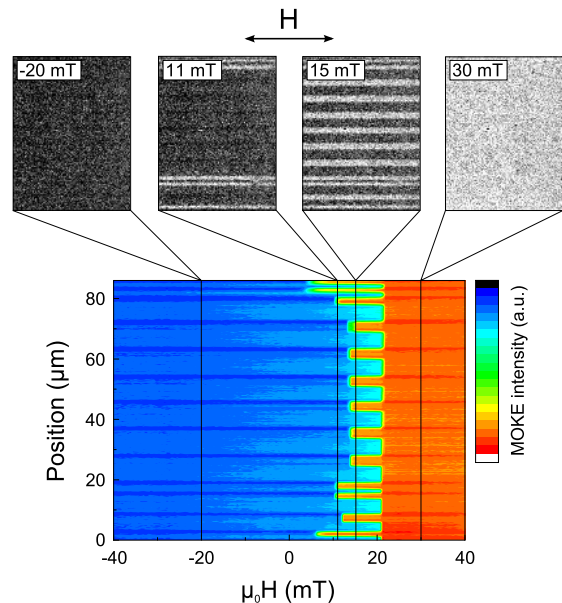 H
-20 mT
11 mT
15 mT
30 mT
80
60
40
20
0
Position (µm)
-40
-20
0
20
40
µ₀H (mT)
MOKE intensity (a.u.)